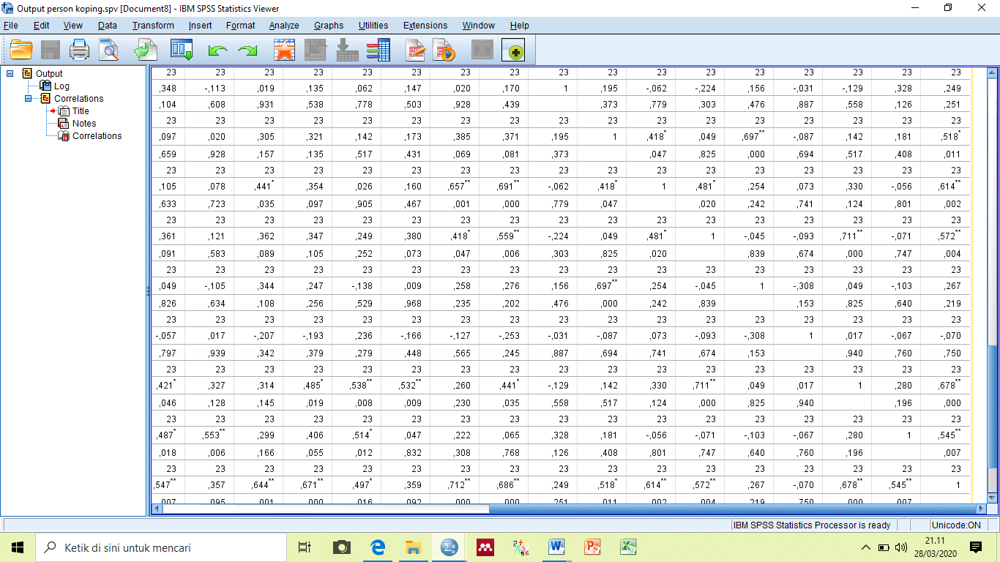 Output person koping.spv [Document8] - IBM SPSS Statistics Viewer
File Edit View Data Transform Insert Format Analyze Graphs Utilities Extensions Window Help
Output
Log
Correlations
Title
Notes
Correlations
23 23 23 23 23 23 23 23 23 23 23 23 23 23 23 23 23
,348 -,113 ,019 ,135 ,062 ,147 ,020 ,170 1 ,195 -,062 -,224 ,156 -,031 -,129 ,328 ,249
,104 ,608 ,931 ,538 ,778 ,503 ,928 ,439 ,373 ,779 ,303 ,476 ,887 ,558 ,126 ,251
23 23 23 23 23 23 23 23 23 23 23 23 23 23 23 23 23
,097 ,020 ,305 ,321 ,142 ,173 ,385 ,371 ,195 1 ,418* ,049 ,697** -,087 ,142 ,181 ,518*
,659 ,928 ,157 ,135 ,517 ,431 ,069 ,081 ,373 ,047 ,825 ,000 ,694 ,517 ,408 ,011
23 23 23 23 23 23 23 23 23 23 23 23 23 23 23 23 23
,105 ,078 ,441* ,354 ,026 ,160 ,657** ,691** -,062 ,418* 1 ,481* ,254 ,073 ,330 -,056 ,614**
,633 ,723 ,035 ,097 ,905 ,467 ,001 ,000 ,779 ,047 ,020 ,242 ,741 ,124 ,801 ,002
23 23 23 23 23 23 23 23 23 23 23 23 23 23 23 23 23
,361 ,121 ,362 ,347 ,249 ,380 ,418* ,559** -,224 ,049 ,481* 1 -,045 -,093 ,711** -,071 ,572**
,091 ,583 ,089 ,105 ,252 ,073 ,047 ,006 ,303 ,825 ,020 ,839 ,674 ,000 ,747 ,004
23 23 23 23 23 23 23 23 23 23 23 23 23 23 23 23 23
,049 -,105 ,344 ,247 -,138 ,009 ,258 ,276 ,156 ,697** ,254 -,045 1 -,308 ,049 -,103 ,267
,826 ,634 ,108 ,256 ,529 ,968 ,235 ,202 ,476 ,000 ,242 ,839 ,153 ,825 ,640 ,219
23 23 23 23 23 23 23 23 23 23 23 23 23 23 23 23 23
-,057 ,017 -,207 -,193 ,236 -,166 -,127 -,253 -,031 -,087 ,073 -,093 -,308 1 ,017 -,067 -,070
,797 ,939 ,342 ,379 ,279 ,448 ,565 ,245 ,887 ,694 ,741 ,674 ,153 ,940 ,760 ,750
23 23 23 23 23 23 23 23 23 23 23 23 23 23 23 23 23
,421* ,327 ,314 ,485* ,538** ,532** ,260 ,441* -,129 ,142 ,330 ,711** ,049 ,017 1 ,280 ,678**
,046 ,128 ,145 ,019 ,008 ,009 ,230 ,035 ,558 ,517 ,124 ,000 ,825 ,940 ,196 ,000
23 23 23 23 23 23 23 23 23 23 23 23 23 23 23 23 23
,487* ,553** ,299 ,406 ,514* ,047 ,222 ,065 ,328 ,181 -,056 -,071 -,103 -,067 ,280 1 ,545**
,018 ,006 ,166 ,055 ,012 ,832 ,308 ,768 ,126 ,408 ,801 ,747 ,640 ,760 ,196 ,007
23 23 23 23 23 23 23 23 23 23 23 23 23 23 23 23 23
,547** ,357 ,644** ,671** ,497* ,359 ,712** ,686** ,249 ,518* ,614** ,572** ,267 -,070 ,678** ,545** 1
,007 ,095 ,001 ,000 ,016 ,092 ,000 ,000 ,251 ,011 ,002 ,004 ,219 ,750 ,000 ,007
IBM SPSS Statistics Processor is ready Unicode:ON
Ketik di sini untuk mencari
21.11
28/03/2020